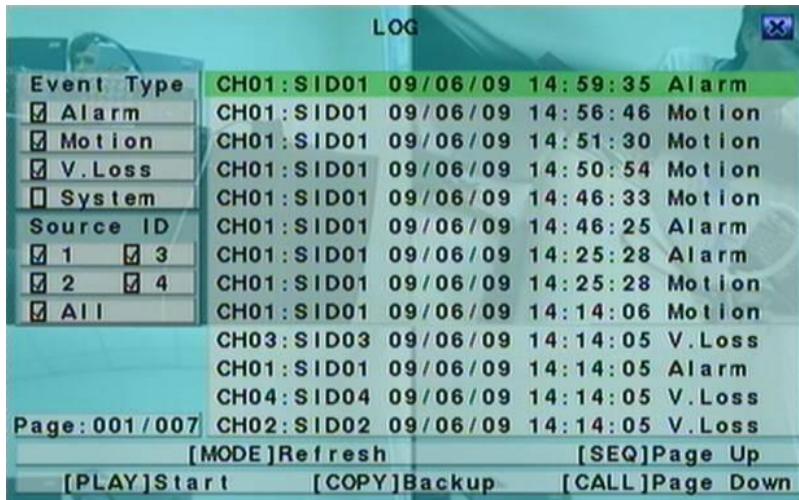 LOG
Event Type
Alarm
Motion
V.Loss
System
Source ID
1 3
2 4
All
Page:001/007
CH01:SID01 09/06/09 14:59:35 Alarm
CH01:SID01 09/06/09 14:56:46 Motion
CH01:SID01 09/06/09 14:51:30 Motion
CH01:SID01 09/06/09 14:50:54 Motion
CH01:SID01 09/06/09 14:46:33 Motion
CH01:SID01 09/06/09 14:46:25 Alarm
CH01:SID01 09/06/09 14:25:28 Alarm
CH01:SID01 09/06/09 14:25:28 Motion
CH01:SID01 09/06/09 14:14:06 Motion
CH03:SID03 09/06/09 14:14:05 V.Loss
CH01:SID01 09/06/09 14:14:05 Alarm
CH04:SID04 09/06/09 14:14:05 V.Loss
CH02:SID02 09/06/09 14:14:05 V.Loss
[MODE]Refresh [SEQ]Page Up
[PLAY]Start [COPY]Backup [CALL]Page Down